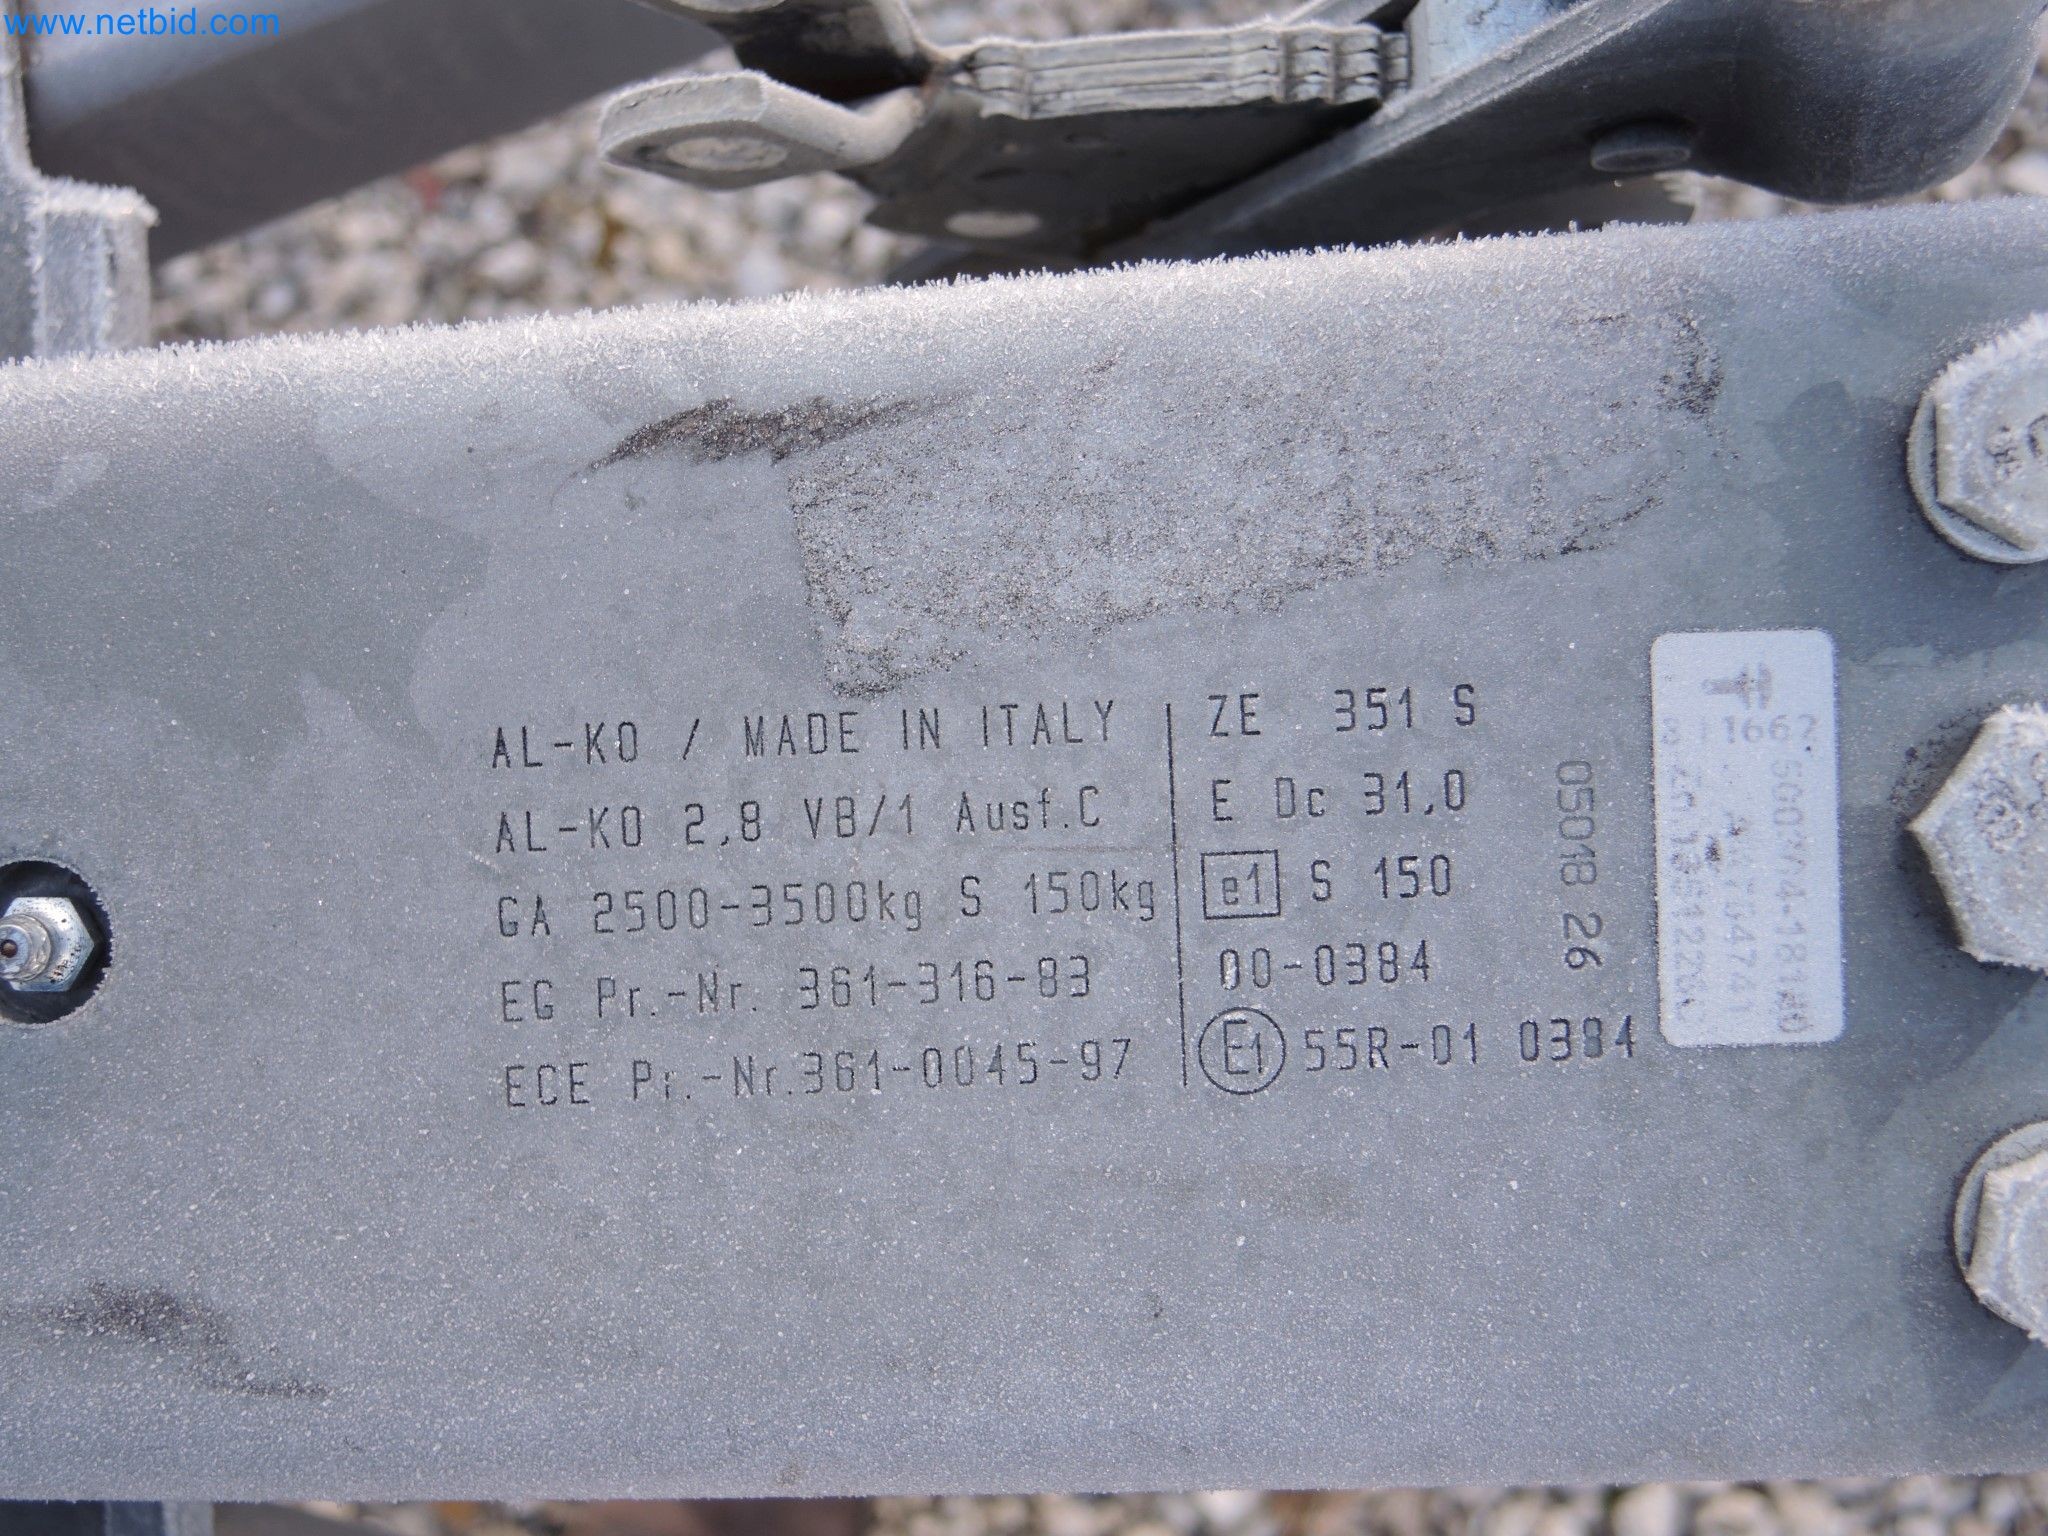 www.netbid.com
AL-KO / MADE IN ITALY
AL-KO 2,8 VB/1 Ausf.C
GA 2500-3500kg S 150kg
EG Pr.-Nr. 361-316-83
ECE Pr.-Nr.361-0045-97
ZE 351 S
E Dc 31,0
e1 S 150
00-0384
E1 55R-01 0384
05018 26